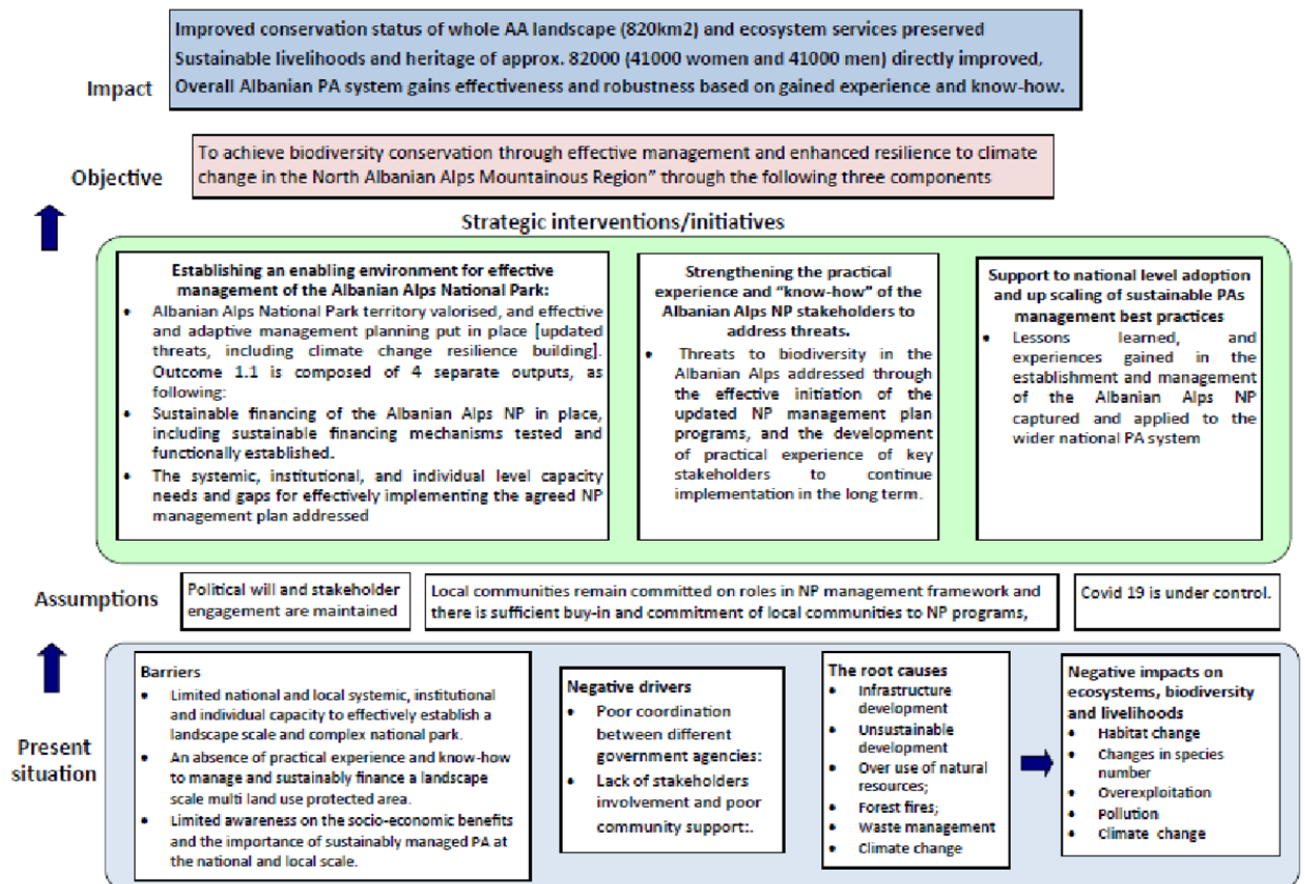 Improved conservation status of whole AA landscape (820km2) and ecosystem services preserved
Sustainable livelihoods and heritage of approx. 82000 (41000 women and 41000 men) directly improved,
Overall Albanian PA system gains effectiveness and robustness based on gained experience and know-how.
Impact
To achieve biodiversity conservation through effective management and enhanced resilience to climate
change in the North Albanian Alps Mountainous Region” through the following three components
Objective
Strategic interventions/initiatives
Establishing an enabling environment for effective
management of the Albanian Alps National Park:
• Albanian Alps National Park territory valorised, and effective
and adaptive management planning put in place [updated
threats, including climate change resilience building].
Outcome 1.1 is composed of 4 separate outputs, as
following:
• Sustainable financing of the Albanian Alps NP in place,
including sustainable financing mechanisms tested and
functionally established.
• The systemic, institutional, and individual level capacity
needs and gaps for effectively implementing the agreed NP
management plan addressed
Strengthening the practical
experience and “know-how” of the
Albanian Alps NP stakeholders to
address threats.
• Threats to biodiversity in the
Albanian Alps addressed through
the effective initiation of the
updated NP management plan
programs, and the development
of practical experience of key
stakeholders to continue
implementation in the long term.
Support to national level adoption
and up scaling of sustainable PAs
management best practices
• Lessons learned, and
experiences gained in the
establishment and management
of the Albanian Alps NP
captured and applied to the
wider national PA system
Assumptions
Political will and stakeholder
engagement are maintained
Local communities remain committed on roles in NP management framework and
there is sufficient buy-in and commitment of local communities to NP programs,
Covid 19 is under control.
Present
situation
Barriers
• Limited national and local systemic, institutional
and individual capacity to effectively establish a
landscape scale and complex national park.
• An absence of practical experience and know-how
to manage and sustainably finance a landscape
scale multi land use protected area.
• Limited awareness on the socio-economic benefits
and the importance of sustainably managed PA at
the national and local scale.
Negative drivers
• Poor coordination
between different
government agencies:
• Lack of stakeholders
involvement and poor
community support:.
The root causes
• Infrastructure
development
• Unsustainable
development
• Over use of natural
resources;
• Forest fires;
• Waste management
• Climate change
Negative impacts on
ecosystems, biodiversity
and livelihoods
• Habitat change
• Changes in species
number
• Overexploitation
• Pollution
• Climate change